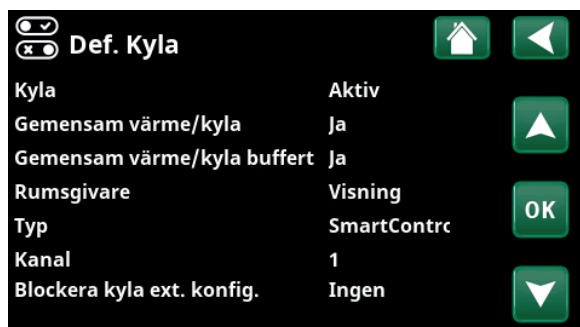 Def. Kyla
Kyla Aktiv
Gemensam värme/kyla Ja
Gemensam värme/kyla buffert Ja
Rumsgivare Visning
OK
Typ SmartContrc
Kanal 1
Blockera kyla ext. konfig. Ingen